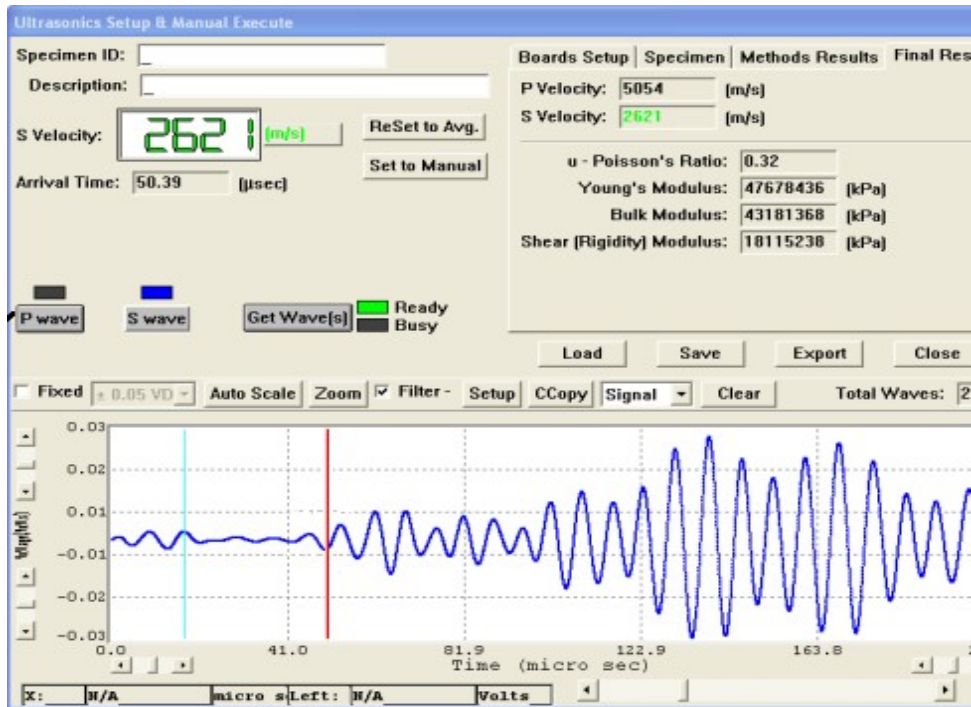 Ultrasonics Setup & Manual Execute
Specimen ID: _
Description: _
S Velocity: 2621 (m/s) ReSet to Avg.
Set to Manual
Arrival Time: 50.39 (µsec)
Boards Setup Specimen Methods Results Final Res
P Velocity: 5054 (m/s)
S Velocity: 2621 (m/s)
u - Poisson's Ratio: 0.32
Young's Modulus: 47678436 (kPa)
Bulk Modulus: 43181368 (kPa)
Shear (Rigidity) Modulus: 18115238 (kPa)
P wave S wave Get Wave(s) Ready
Busy
Load Save Export Close
Fixed ± 0.05 VD Auto Scale Zoom Filter - Setup CCopy Signal Clear Total Waves: 2
0.03
0.02
0.01
-0.01
-0.02
-0.03
0.0 41.0 81.9 122.9 163.8
Time (micro sec)
X: N/A micro s Left: N/A Volts